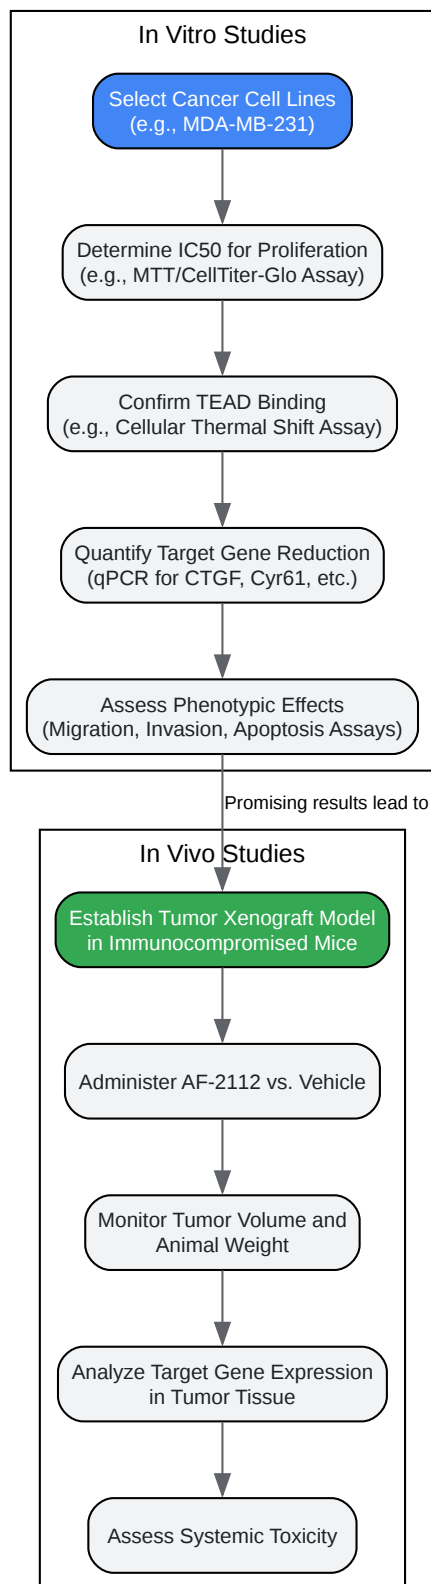 In Vitro Studies
Select Cancer Cell Lines
(e.g., MDA-MB-231)
Determine IC50 for Proliferation
(e.g., MTT/CellTiter-Glo Assay)
Confirm TEAD Binding
(e.g., Cellular Thermal Shift Assay)
Quantify Target Gene Reduction
(qPCR for CTGF, Cyr61, etc.)
Assess Phenotypic Effects
(Migration, Invasion, Apoptosis Assays)
Promising results lead to
In Vivo Studies
Establish Tumor Xenograft Model
in Immunocompromised Mice
Administer AF-2112 vs. Vehicle
Monitor Tumor Volume and
Animal Weight
Analyze Target Gene Expression
in Tumor Tissue
Assess Systemic Toxicity